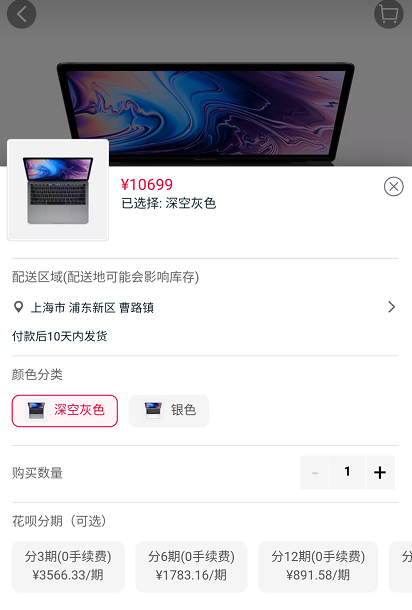 ¥10699
已选择: 深空灰色
配送区域(配送地可能会影响库存)
上海市 浦东新区 曹路镇
付款后10天内发货
颜色分类
深空灰色 银色
购买数量
- 1 +
花呗分期（可选）
分3期(0手续费) 分6期(0手续费) 分12期(0手续费) 分
¥3566.33/期 ¥1783.16/期 ¥891.58/期